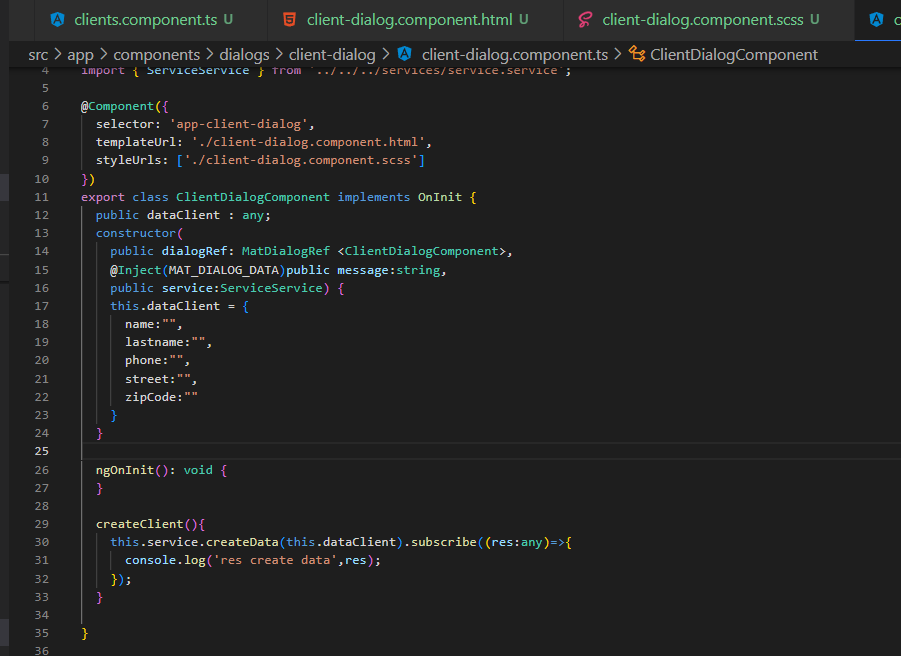 clients.component.ts U client-dialog.component.html U client-dialog.component.scss U
src > app > components > dialogs > client-dialog > client-dialog.component.ts > ClientDialogComponent
4 import { ServiceService } from '../../../services/service.service';
5
6 @Component({
7 selector: 'app-client-dialog',
8 templateUrl: './client-dialog.component.html',
9 styleUrls: ['./client-dialog.component.scss']
10 })
11 export class ClientDialogComponent implements OnInit {
12 public dataClient : any;
13 constructor(
14 public dialogRef: MatDialogRef <ClientDialogComponent>,
15 @Inject(MAT_DIALOG_DATA)public message:string,
16 public service:ServiceService) {
17 this.dataClient = {
18 name:"",
19 lastname:"",
20 phone:"",
21 street:"",
22 zipCode:""
23 }
24 }
25
26 ngOnInit(): void {
27 }
28
29 createClient(){
30 this.service.createData(this.dataClient).subscribe((res:any)=>{
31 console.log('res create data',res);
32 });
33 }
34
35 }
36